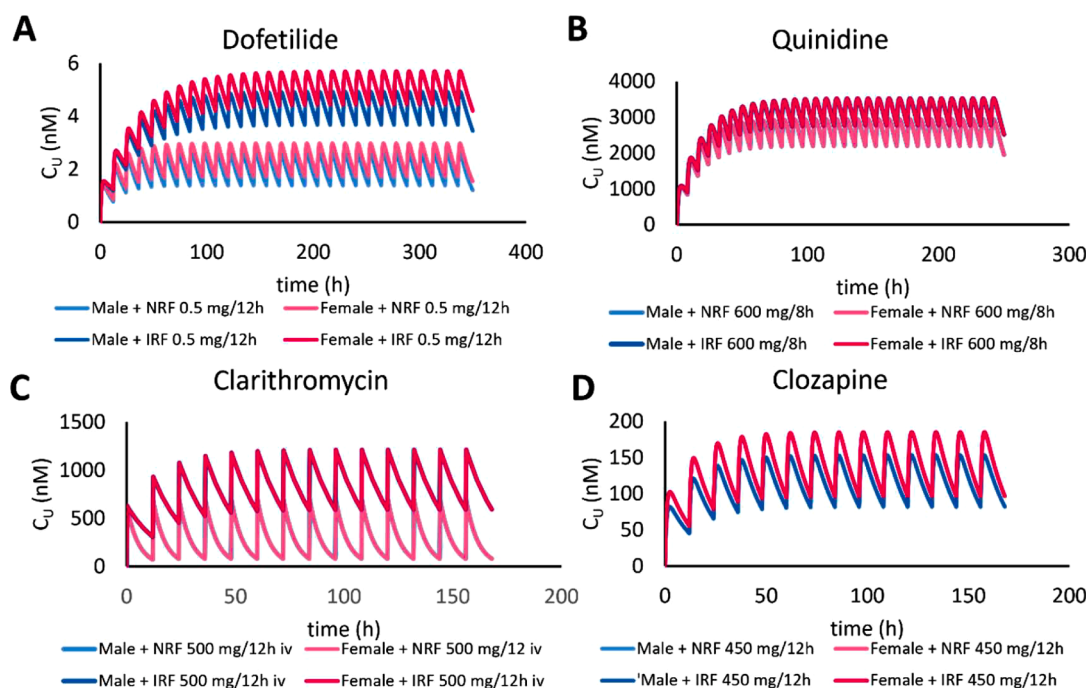 A
Dofetilide
6
4
2
0
C_U (nM)
0 100 200 300 400
time (h)
Male + NRF 0.5 mg/12h Female + NRF 0.5 mg/12h
Male + IRF 0.5 mg/12h Female + IRF 0.5 mg/12h
B
Quinidine
4000
3000
2000
1000
0
C_U (nM)
0 100 200 300
time (h)
Male + NRF 600 mg/8h Female + NRF 600 mg/8h
Male + IRF 600 mg/8h Female + IRF 600 mg/8h
C
Clarithromycin
1500
1000
500
0
C_U (nM)
0 50 100 150 200
time (h)
Male + NRF 500 mg/12h iv Female + NRF 500 mg/12 iv
Male + IRF 500 mg/12h iv Female + IRF 500 mg/12h iv
D
Clozapine
200
150
100
50
0
C_U (nM)
0 50 100 150 200
time (h)
Male + NRF 450 mg/12h Female + NRF 450 mg/12h
'Male + IRF 450 mg/12h Female + IRF 450 mg/12h